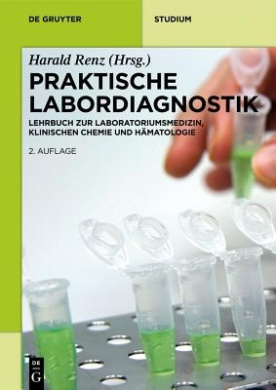 DE GRUYTER STUDIUM
Harald Renz (Hrsg.)
PRAKTISCHE
LABORDIAGNOSTIK
LEHRBUCH ZUR LABORATORIUMSMEDIZIN,
KLINISCHEN CHEMIE UND HÄMATOLOGIE
2. AUFLAGE
DE
G